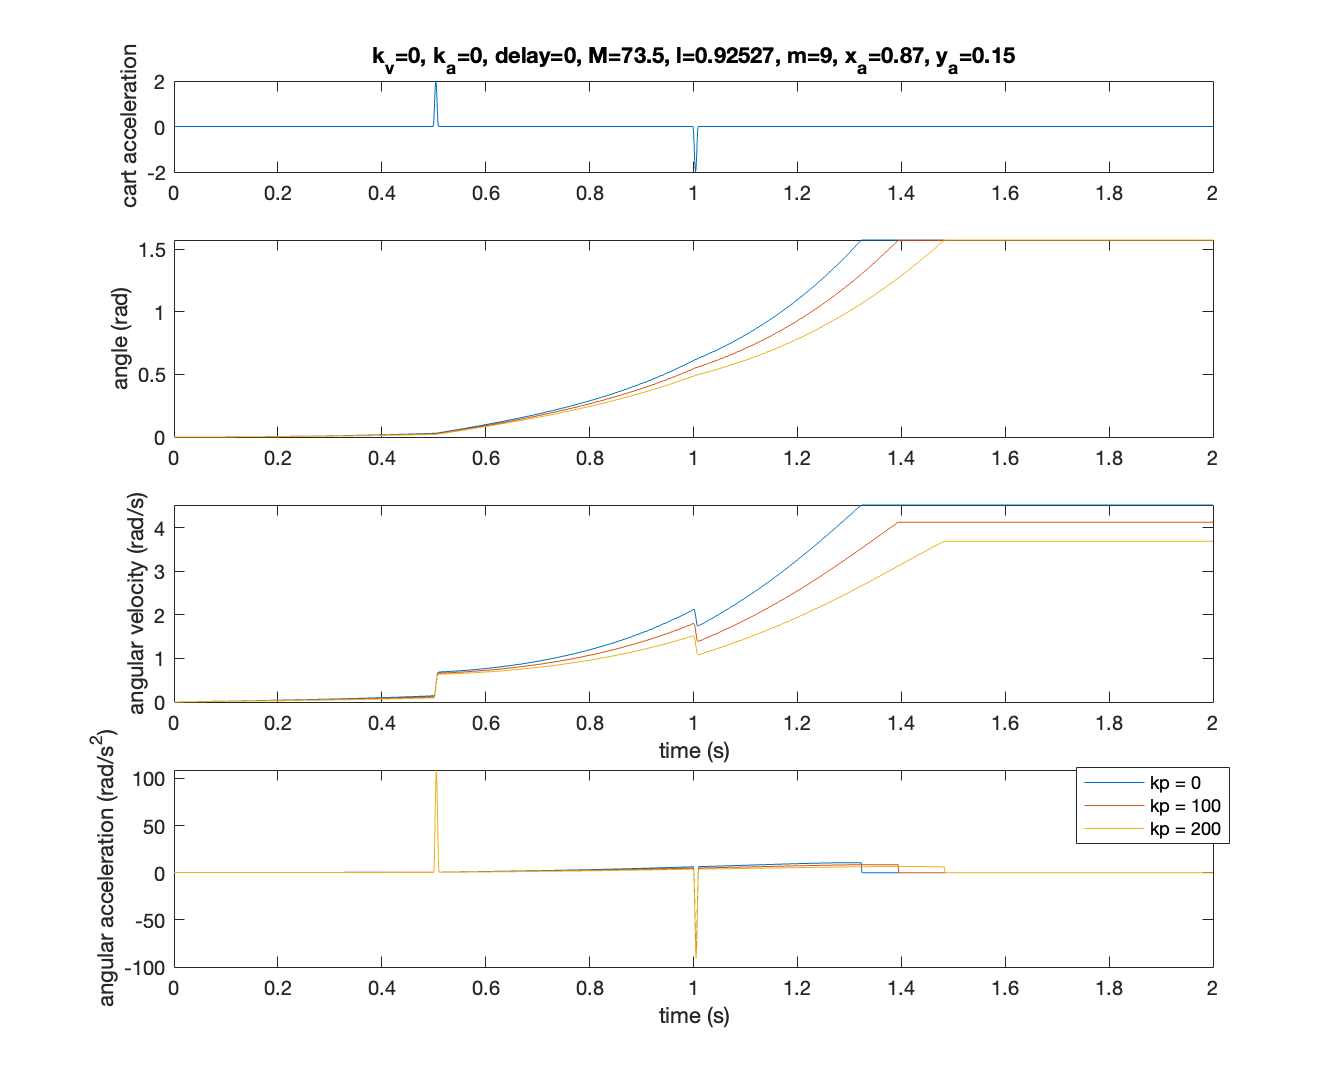 k_v=0, k_a=0, delay=0, M=73.5, l=0.92527, m=9, x_a=0.87, y_a=0.15
cart acceleration
2
0
-2
0 0.2 0.4 0.6 0.8 1 1.2 1.4 1.6 1.8 2
angle (rad)
1.5
1
0.5
0
0 0.2 0.4 0.6 0.8 1 1.2 1.4 1.6 1.8 2
angular velocity (rad/s)
4
3
2
1
0
0 0.2 0.4 0.6 0.8 1 1.2 1.4 1.6 1.8 2
time (s)
angular acceleration (rad/s²)
100
50
0
-50
-100
kp = 0
kp = 100
kp = 200
0 0.2 0.4 0.6 0.8 1 1.2 1.4 1.6 1.8 2
time (s)